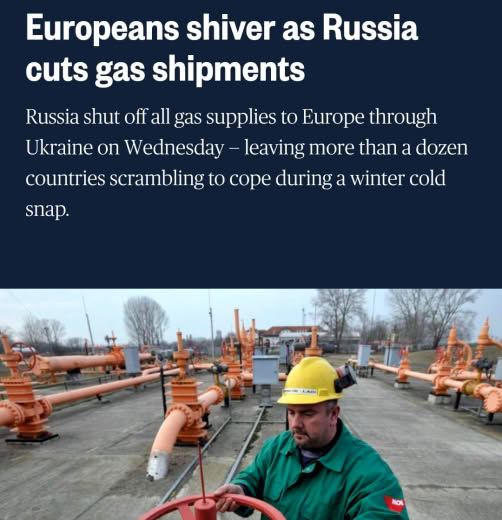 Europeans shiver as Russia
cuts gas shipments
Russia shut off all gas supplies to Europe through
Ukraine on Wednesday – leaving more than a dozen
countries scrambling to cope during a winter cold
snap.